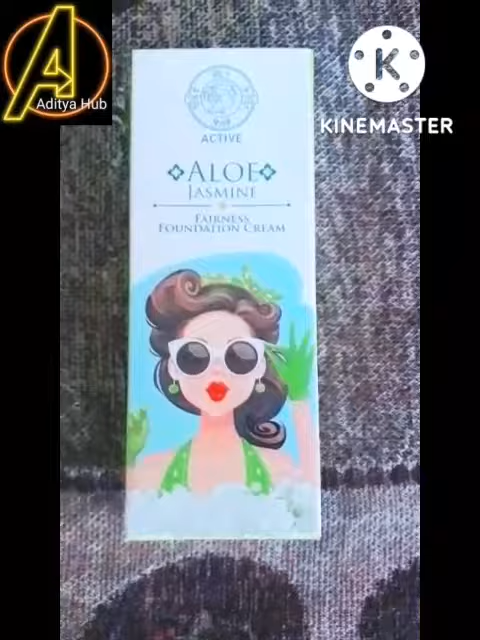 Aditya Hub
K
KINEMASTER
ACTIVE
ALOE
JASMINE
FAIRNESS
FOUNDATION CREAM